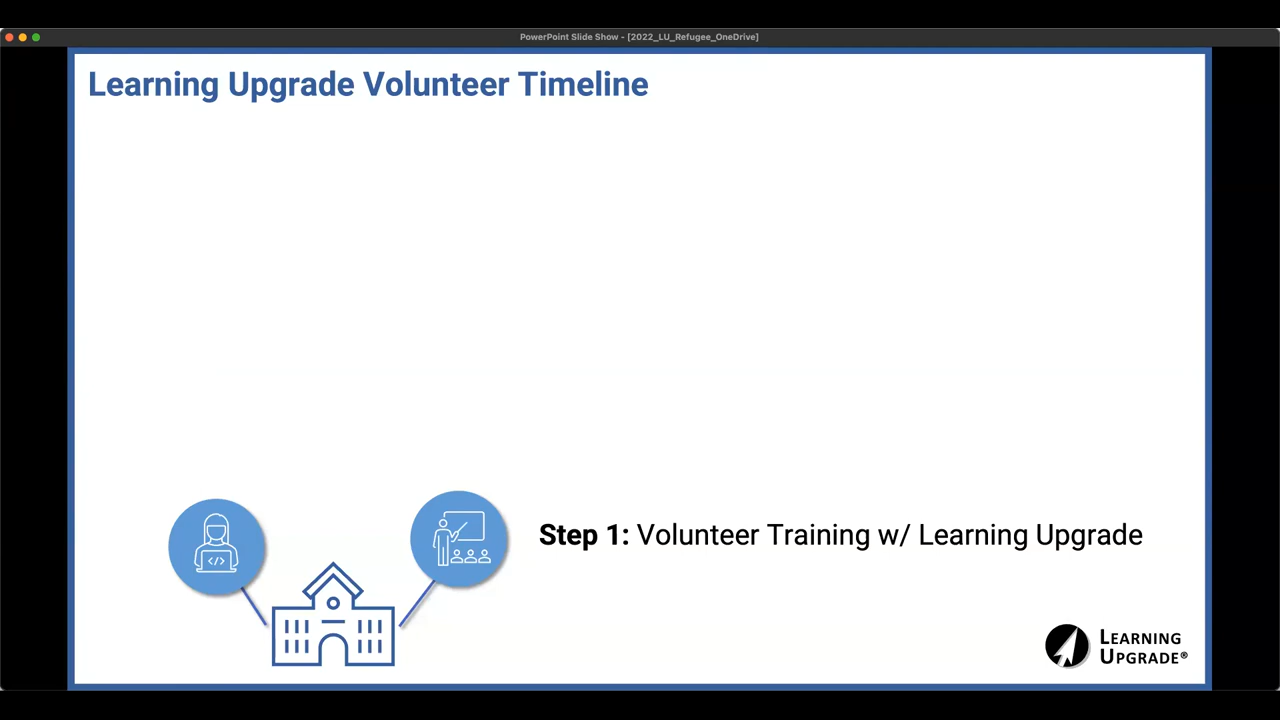 PowerPoint Slide Show - [2022_LU_Refugee_OneDrive]
Learning Upgrade Volunteer Timeline
</>
Step 1: Volunteer Training w/ Learning Upgrade
LEARNING
UPGRADE®